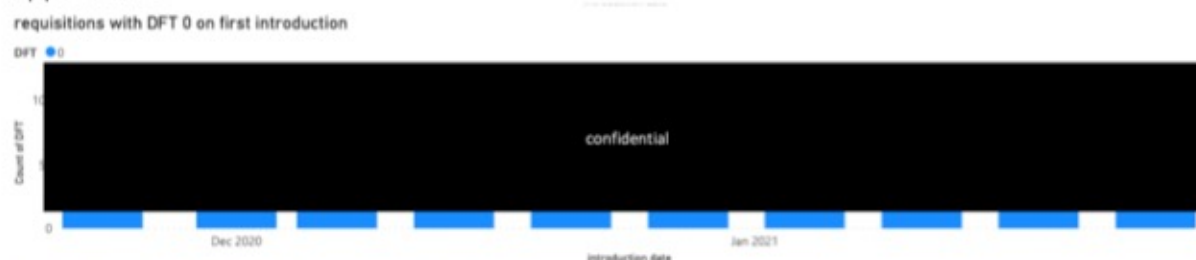 requisitions with DFT 0 on first introduction
DFT 0
10
confidential
Count of DFT
0
Dec 2020
Jan 2021
introduction date